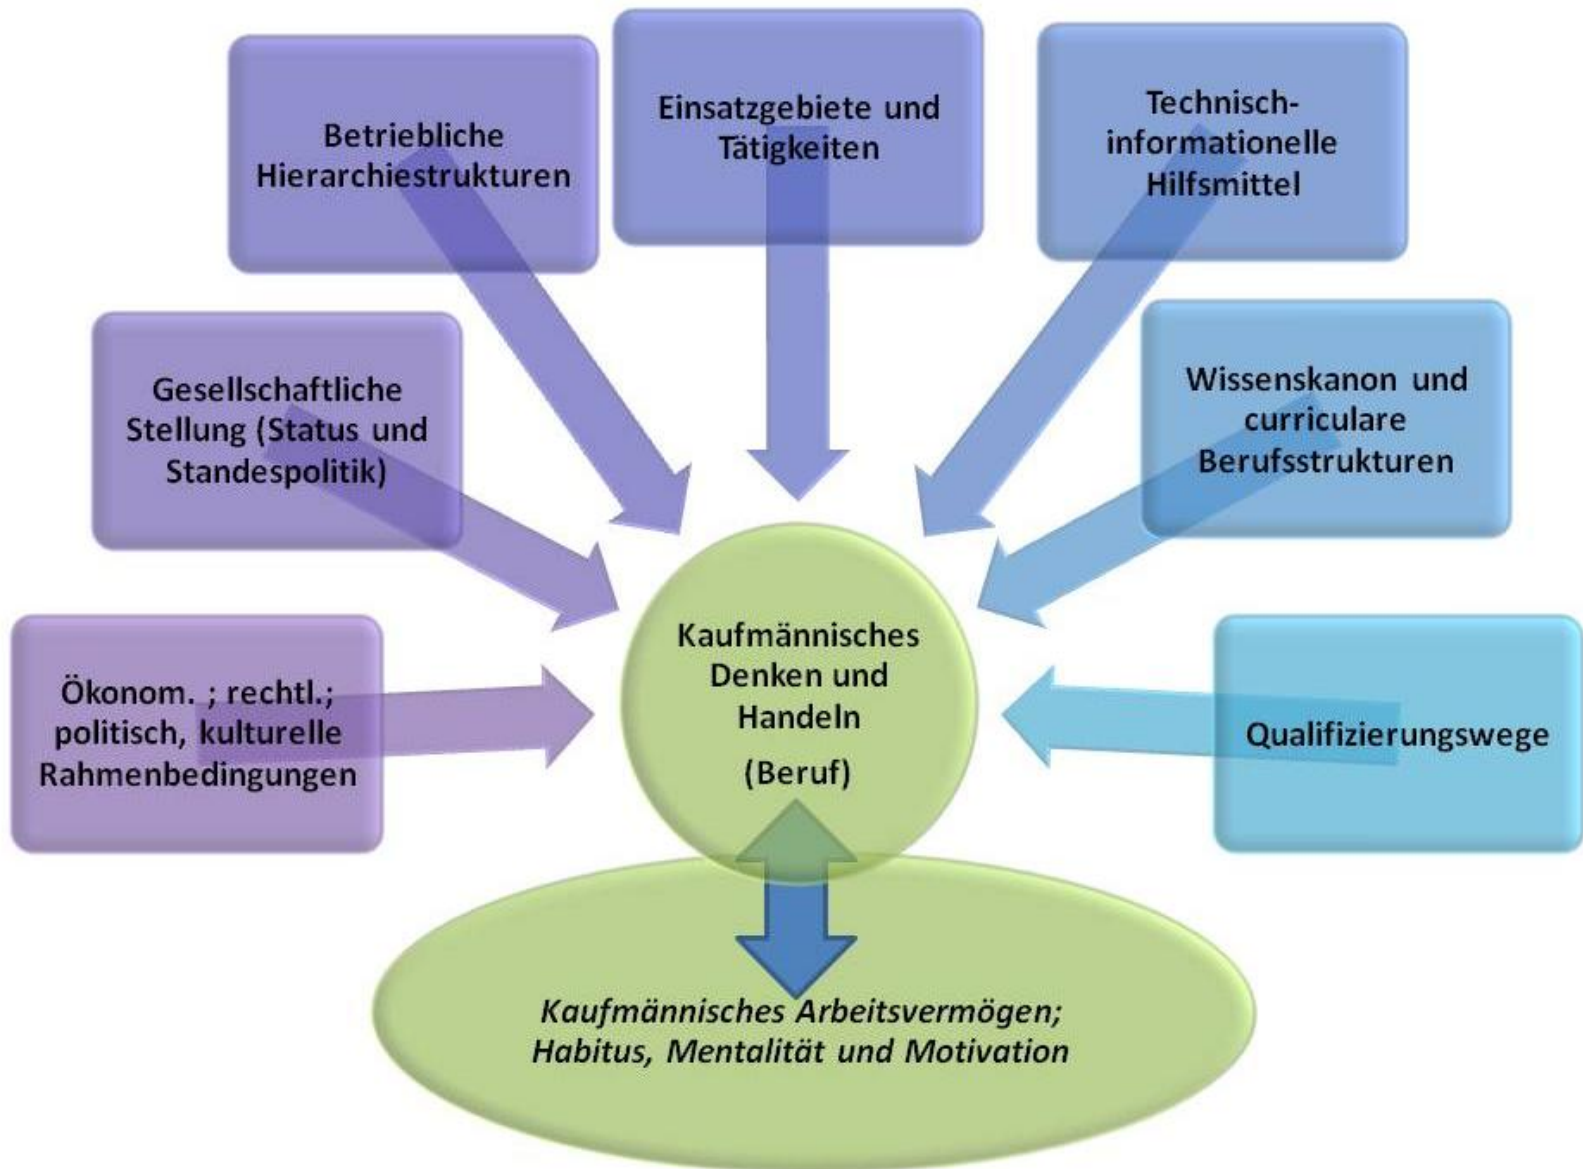 Betriebliche
Hierarchiestrukturen
Einsatzgebiete und
Tätigkeiten
Technisch-
informationelle
Hilfsmittel
Gesellschaftliche
Stellung (Status und
Standespolitik)
Wissenskanon und
curriculare
Berufsstrukturen
Ökonom. ; rechtl.;
politisch, kulturelle
Rahmenbedingungen
Kaufmännisches
Denken und
Handeln
(Beruf)
Qualifizierungswege
Kaufmännisches Arbeitsvermögen;
Habitus, Mentalität und Motivation